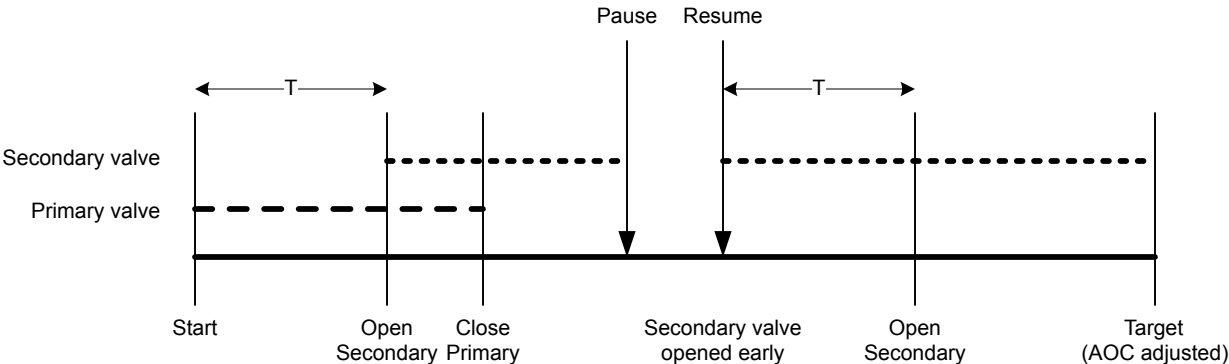 Pause
Resume
T
T
Secondary valve
Primary valve
Start
Open
Secondary
Close
Primary
Secondary valve
opened early
Open
Secondary
Target
(AOC adjusted)